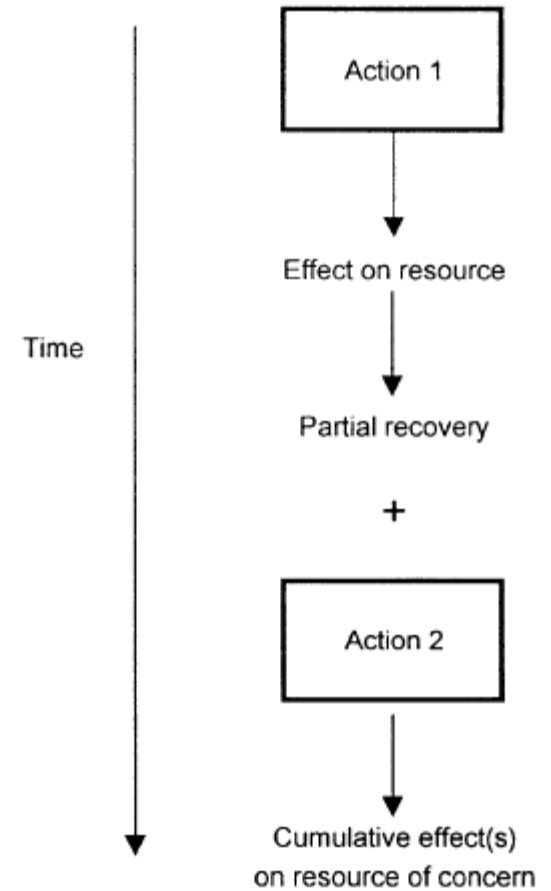 Action 1
Effect on resource
Time
Partial recovery
+
Action 2
Cumulative effect(s)
on resource of concern